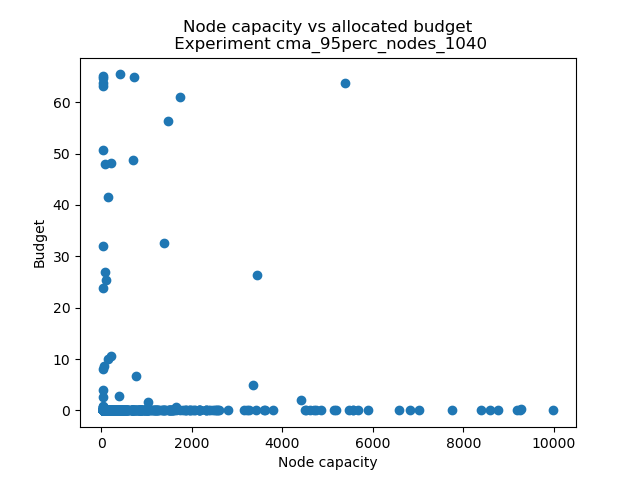 Node capacity vs allocated budget
Experiment cma_95perc_nodes_1040
60
50
40
30
20
10
0
Budget
0 2000 4000 6000 8000 10000
Node capacity